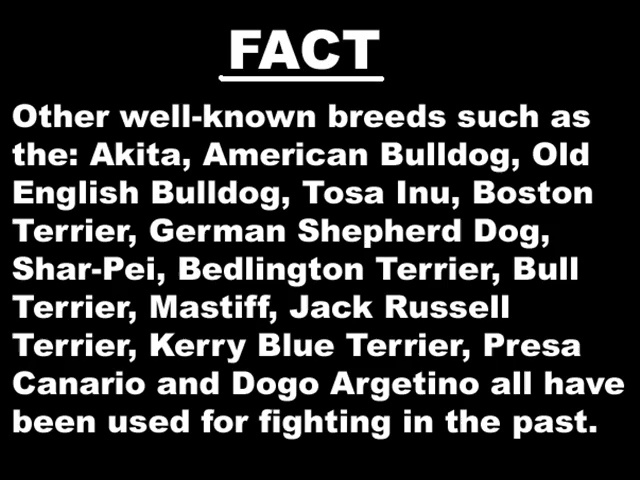 FACT
Other well-known breeds such as
the: Akita, American Bulldog, Old
English Bulldog, Tosa Inu, Boston
Terrier, German Shepherd Dog,
Shar-Pei, Bedlington Terrier, Bull
Terrier, Mastiff, Jack Russell
Terrier, Kerry Blue Terrier, Presa
Canario and Dogo Argetino all have
been used for fighting in the past.